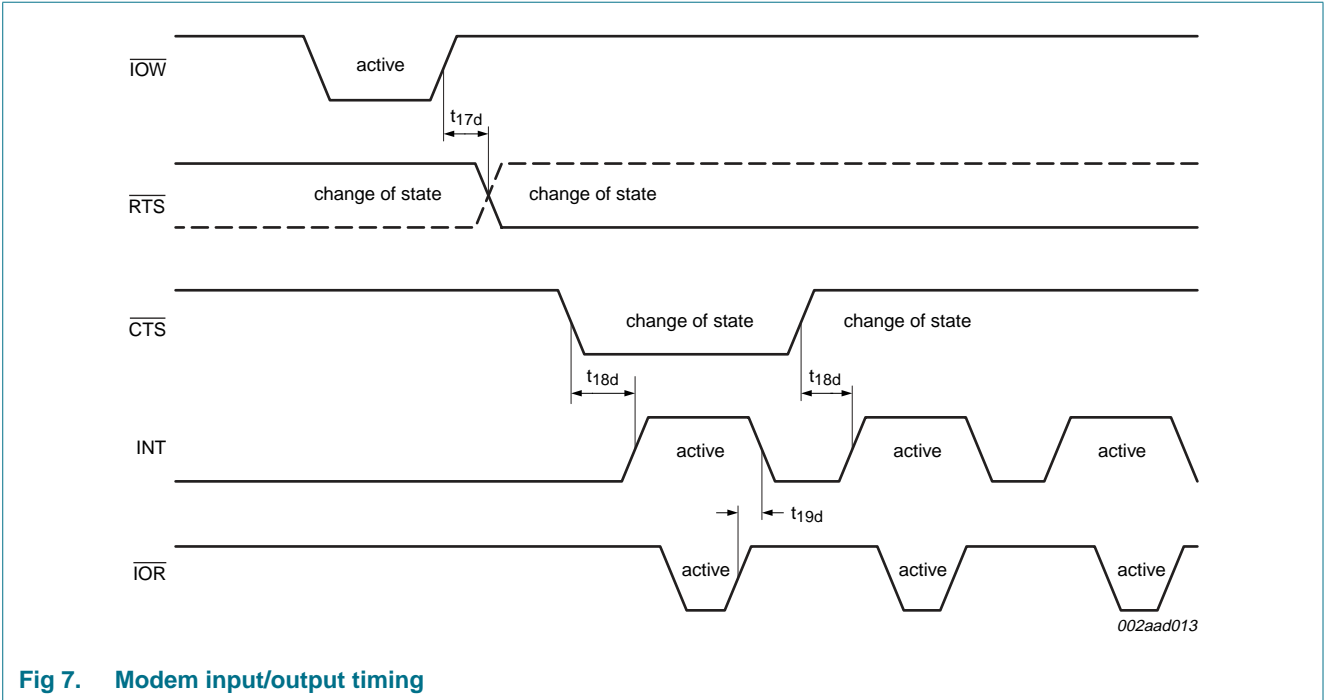 IOW
active
t17d
RTS
change of state
change of state
CTS
change of state
change of state
t18d
t18d
INT
active
active
active
t19d
IOR
active
active
active
002aad013
Fig 7. Modem input/output timing